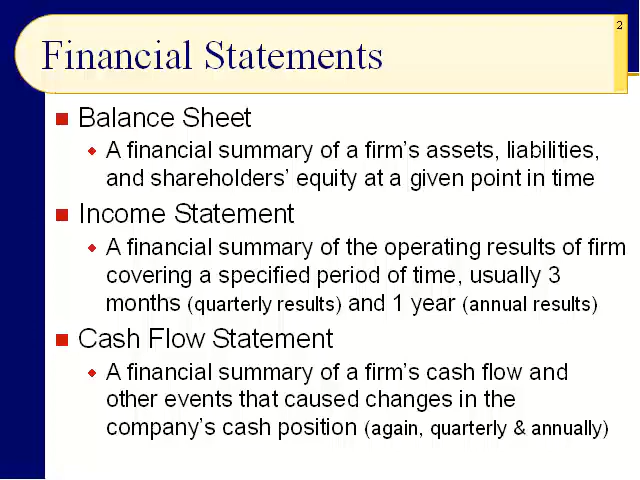 2
Financial Statements
Balance Sheet
A financial summary of a firm's assets, liabilities,
and shareholders' equity at a given point in time
Income Statement
A financial summary of the operating results of firm
covering a specified period of time, usually 3
months (quarterly results) and 1 year (annual results)
Cash Flow Statement
A financial summary of a firm's cash flow and
other events that caused changes in the
company's cash position (again, quarterly & annually)